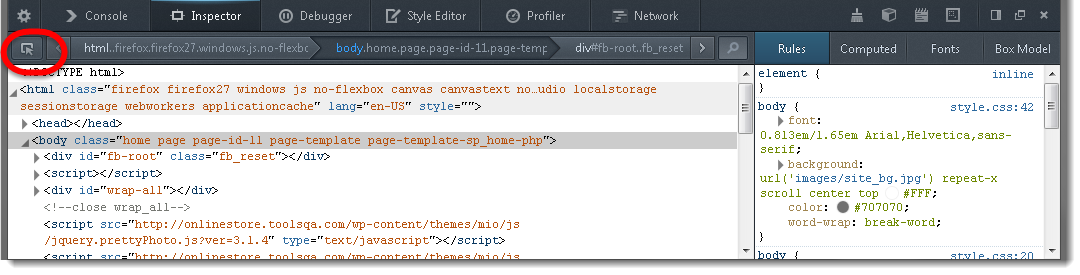 Console Inspector Debugger Style Editor Profiler Network
html..firefox.firefox27.windows.js.no-flexbo body.home.page.page-id-11.page-temp div#fb-root..fb_reset Rules Computed Fonts Box Model
<!DOCTYPE html>
<html class="firefox firefox27 windows js no-flexbox canvas canvastext no…udio localstorage
sessionstorage webworkers applicationcache" lang="en-US" style="">
<head></head>
<body class="home page page-id-11 page-template page-template-sp_home-php">
<div id="fb-root" class="fb_reset"></div>
<script></script>
<div id="wrap-all"></div>
<!--close wrap_all-->
<script src="http://onlinestore.toolsqa.com/wp-content/themes/mio/js
/jquery.prettyPhoto.js?ver=3.1.4" type="text/javascript"></script>
<script src="http://onlinestore.toolsqa.com/wp-content/themes/mio/js
element { inline
}
body { style.css:42
font:
0.813em/1.65em Arial,Helvetica,sans-
serif;
background:
url('images/site_bg.jpg') repeat-x
scroll center top #FFF;
color: #707070;
word-wrap: break-word;
}
body { style.css:20